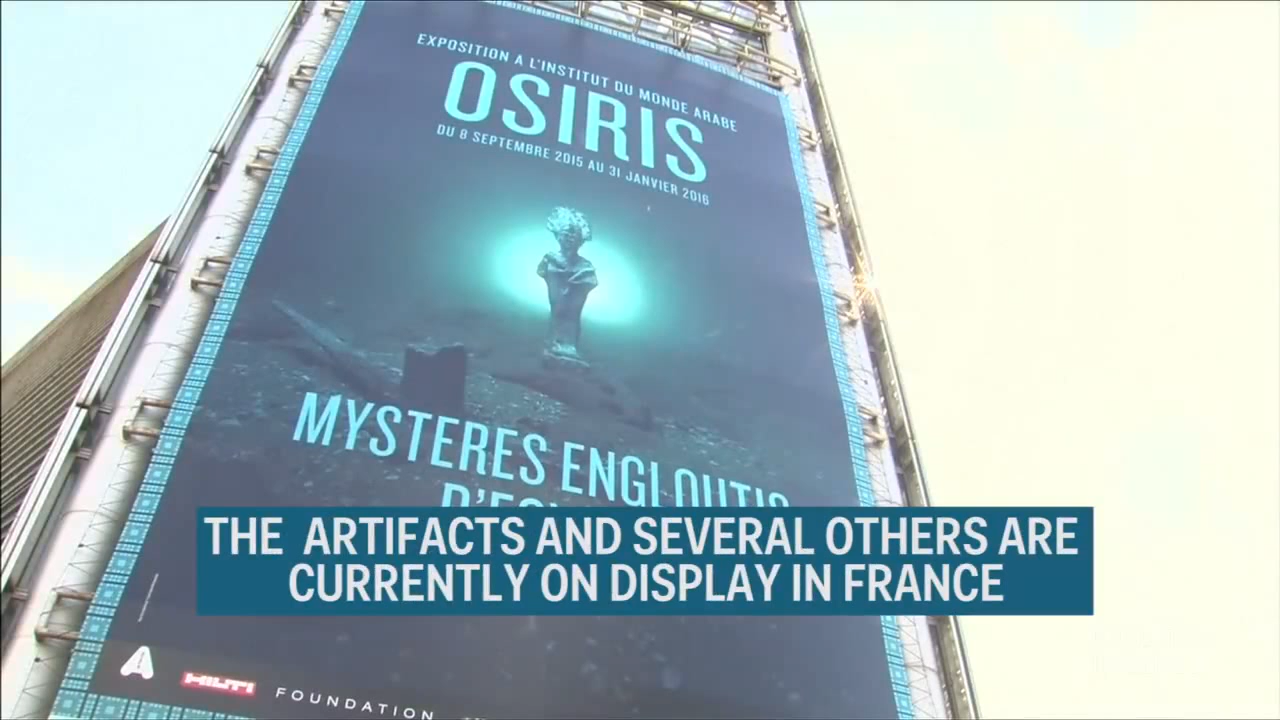 EXPOSITION A L'INSTITUT DU MONDE ARABE
OSIRIS
DU 8 SEPTEMBRE 2015 AU 31 JANVIER 2016
MYSTERES ENGLOUTIS
THE ARTIFACTS AND SEVERAL OTHERS ARE
CURRENTLY ON DISPLAY IN FRANCE
HILTI FOUNDATION